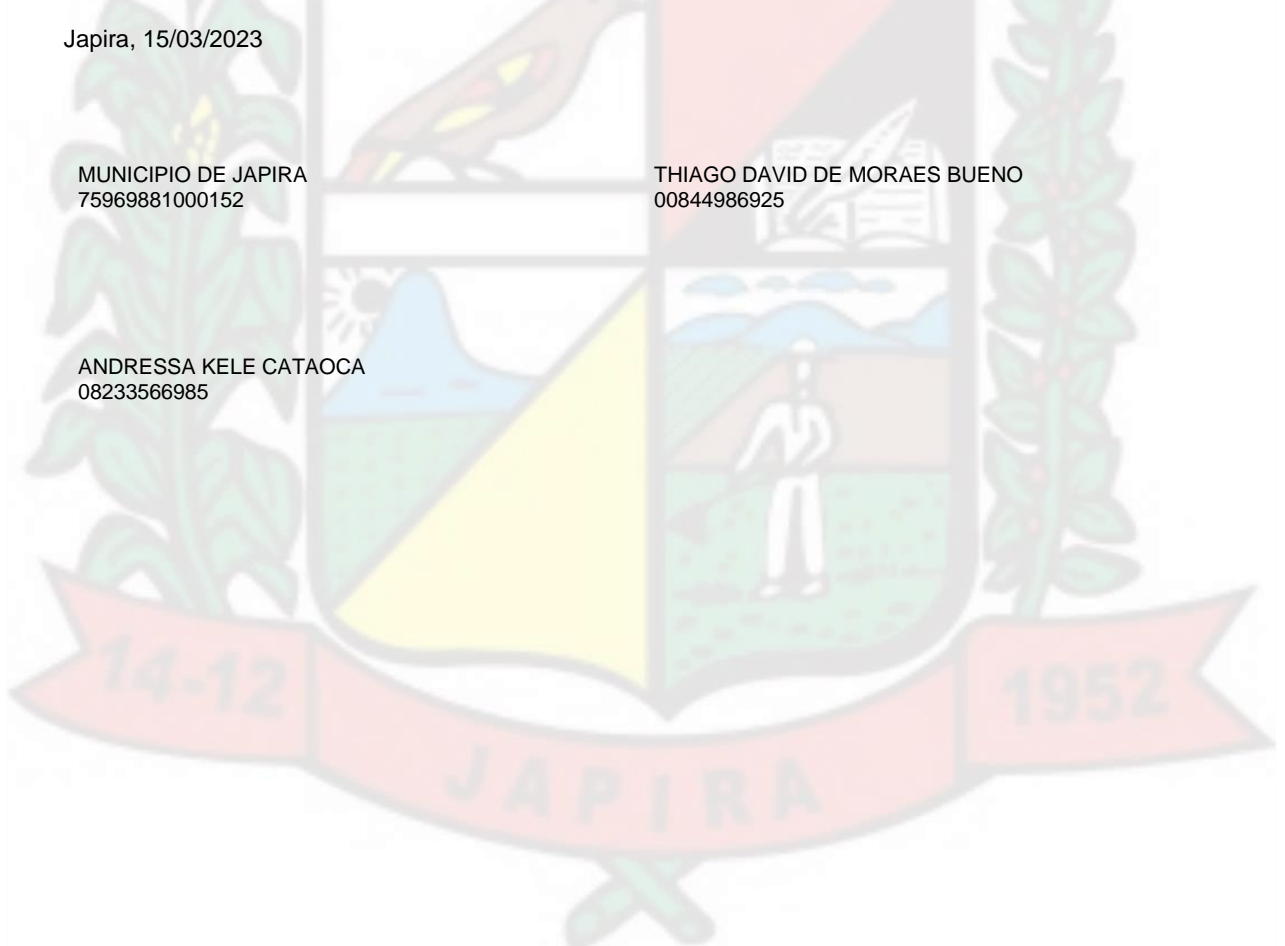 Japira, 15/03/2023
MUNICIPIO DE JAPIRA
75969881000152
THIAGO DAVID DE MORAES BUENO
00844986925
ANDRESSA KELE CATAOCA
08233566985
14-12
JAPIRA
1952